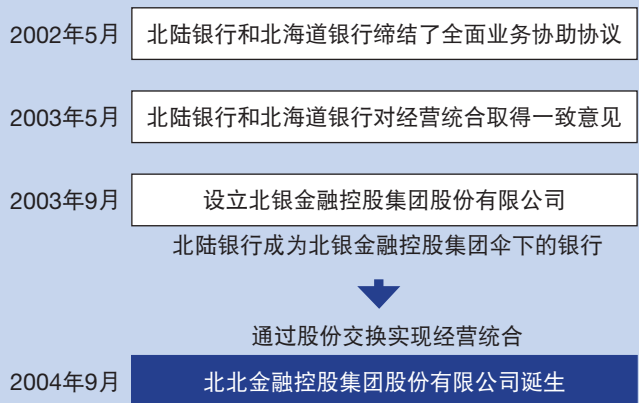 2002年5月 北陆银行和北海道银行缔结了全面业务协助协议
2003年5月 北陆银行和北海道银行对经营统合取得一致意见
2003年9月 设立北银金融控股集团股份有限公司
北陆银行成为北银金融控股集团伞下的银行
通过股份交换实现经营统合
2004年9月 北北金融控股集团股份有限公司诞生